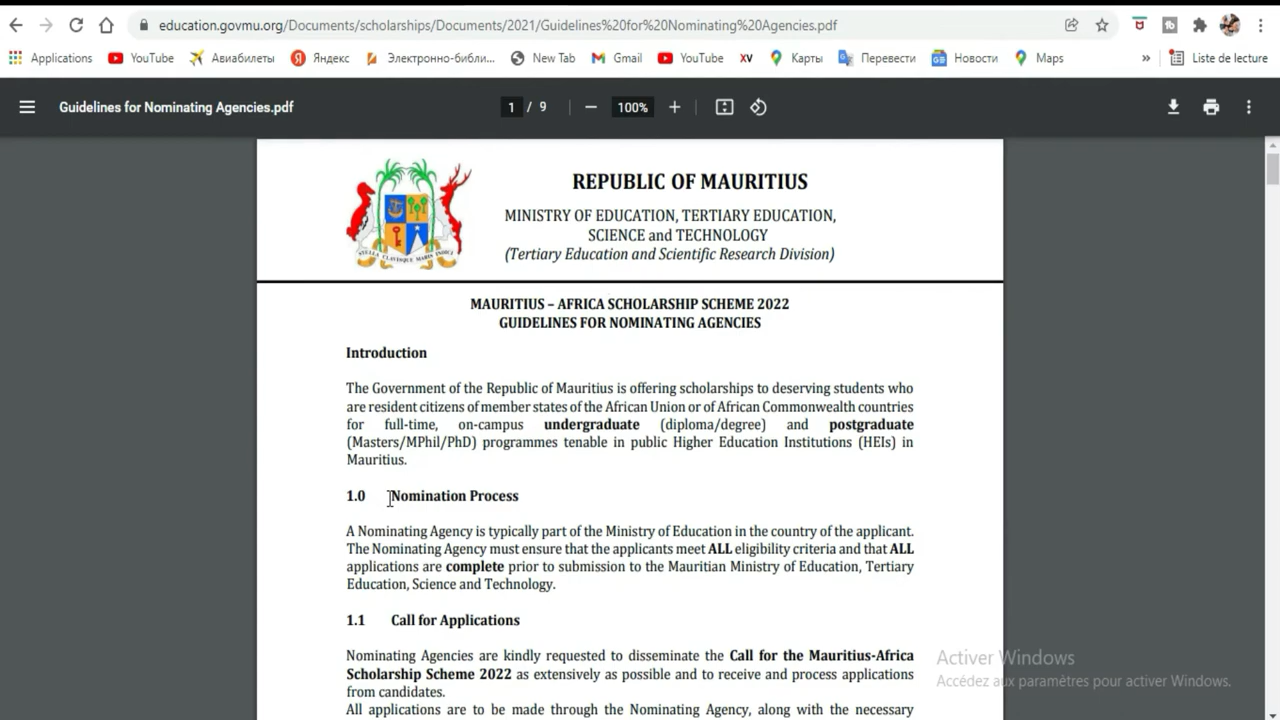 education.govmu.org/Documents/scholarships/Documents/2021/Guidelines%20for%20Nominating%20Agencies.pdf
Applications YouTube Авиабилеты Яндекс Электронно-библи... New Tab Gmail YouTube XV Карты Перевести Новости Maps » Liste de lecture
Guidelines for Nominating Agencies.pdf 1 / 9 100%
REPUBLIC OF MAURITIUS
MINISTRY OF EDUCATION, TERTIARY EDUCATION,
SCIENCE and TECHNOLOGY
(Tertiary Education and Scientific Research Division)
STELLA CLAVISQUE MARIS INDICI
MAURITIUS – AFRICA SCHOLARSHIP SCHEME 2022
GUIDELINES FOR NOMINATING AGENCIES
Introduction
The Government of the Republic of Mauritius is offering scholarships to deserving students who
are resident citizens of member states of the African Union or of African Commonwealth countries
for full-time, on-campus undergraduate (diploma/degree) and postgraduate
(Masters/MPhil/PhD) programmes tenable in public Higher Education Institutions (HEIs) in
Mauritius.
1.0 Nomination Process
A Nominating Agency is typically part of the Ministry of Education in the country of the applicant.
The Nominating Agency must ensure that the applicants meet ALL eligibility criteria and that ALL
applications are complete prior to submission to the Mauritian Ministry of Education, Tertiary
Education, Science and Technology.
1.1 Call for Applications
Nominating Agencies are kindly requested to disseminate the Call for the Mauritius-Africa
Scholarship Scheme 2022 as extensively as possible and to receive and process applications
from candidates.
All applications are to be made through the Nominating Agency, along with the necessary
Activer Windows
Accédez aux paramètres pour activer Windows.